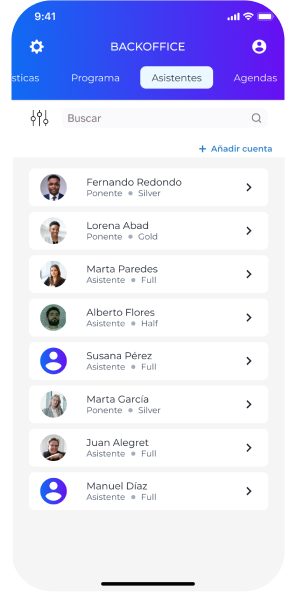 9:41
BACKOFFICE
sticas Programa Asistentes Agendas
Buscar
+ Añadir cuenta
Fernando Redondo
Ponente Silver
Lorena Abad
Ponente Gold
Marta Paredes
Asistente Full
Alberto Flores
Asistente Half
Susana Pérez
Asistente Full
Marta García
Ponente Silver
Juan Alegret
Asistente Full
Manuel Díaz
Asistente Full